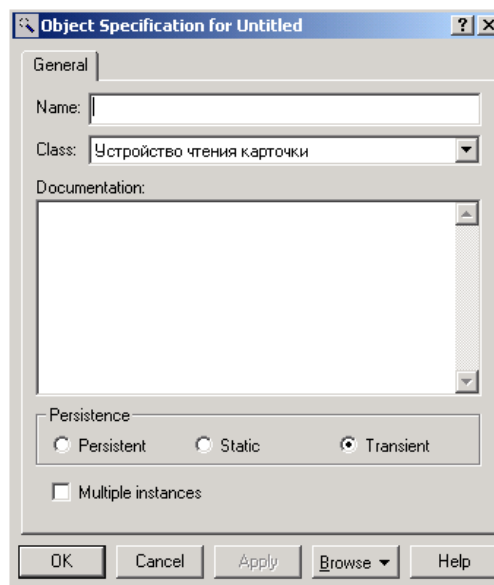 Object Specification for Untitled
General
Name:
Class: Устройство чтения карточки
Documentation:
Persistence
Persistent Static Transient
Multiple instances
OK Cancel Apply Browse Help